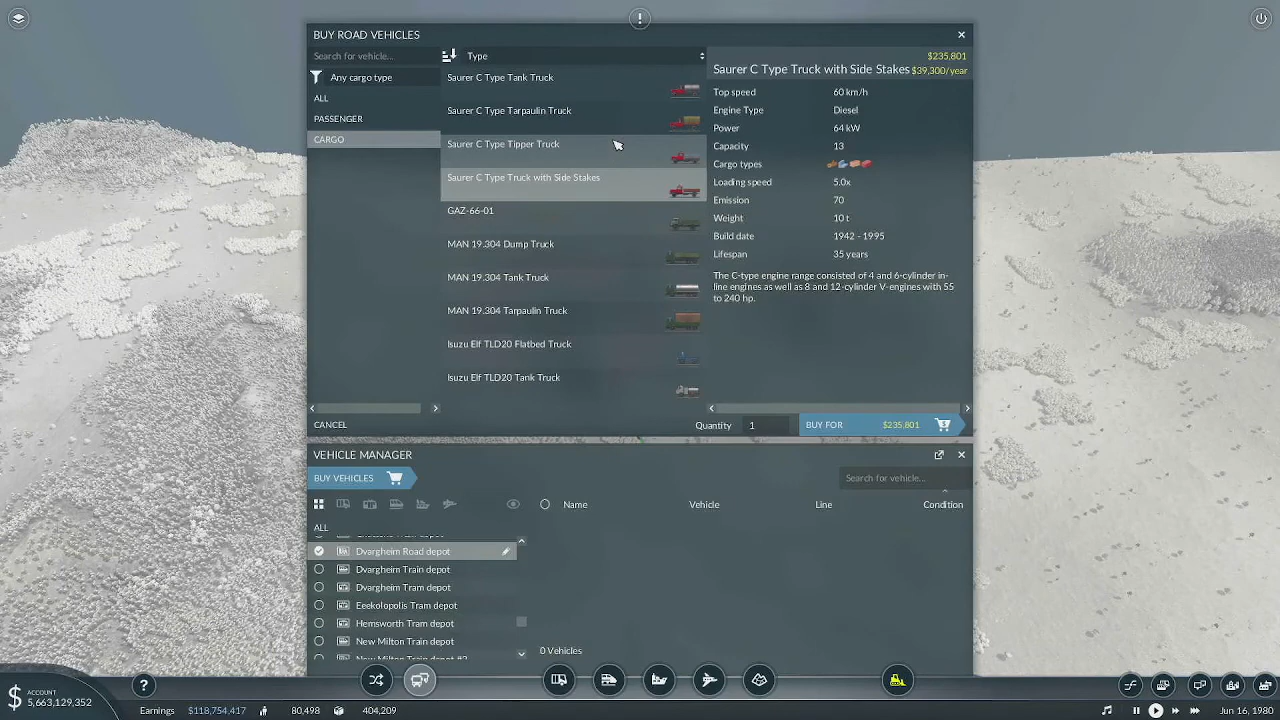 BUY ROAD VEHICLES
Search for vehicle...
Type
$235,801
Any cargo type
Saurer C Type Truck with Side Stakes $39,300/year
ALL
PASSENGER
CARGO
Saurer C Type Tank Truck
Saurer C Type Tarpaulin Truck
Saurer C Type Tipper Truck
Saurer C Type Truck with Side Stakes
GAZ-66-01
MAN 19.304 Dump Truck
MAN 19.304 Tank Truck
MAN 19.304 Tarpaulin Truck
Isuzu Elf TLD20 Flatbed Truck
Isuzu Elf TLD20 Tank Truck
Top speed 60 km/h
Engine Type Diesel
Power 64 kW
Capacity 13
Cargo types
Loading speed 5.0x
Emission 70
Weight 10 t
Build date 1942 - 1995
Lifespan 35 years
The C-type engine range consisted of 4 and 6-cylinder in-
line engines as well as 8 and 12-cylinder V-engines with 55
to 240 hp.
CANCEL
Quantity 1
BUY FOR $235,801
VEHICLE MANAGER
BUY VEHICLES
Search for vehicle...
Name Vehicle Line Condition
ALL
Dvargheim Road depot
Dvargheim Train depot
Dvargheim Tram depot
Eeekolopolis Tram depot
Hemsworth Tram depot
New Milton Train depot
New Milton Train depot #2
0 Vehicles
$ ACCOUNT
5,663,129,352
?
Earnings $118,754,417 80,498 404,209
Jun 16, 1980